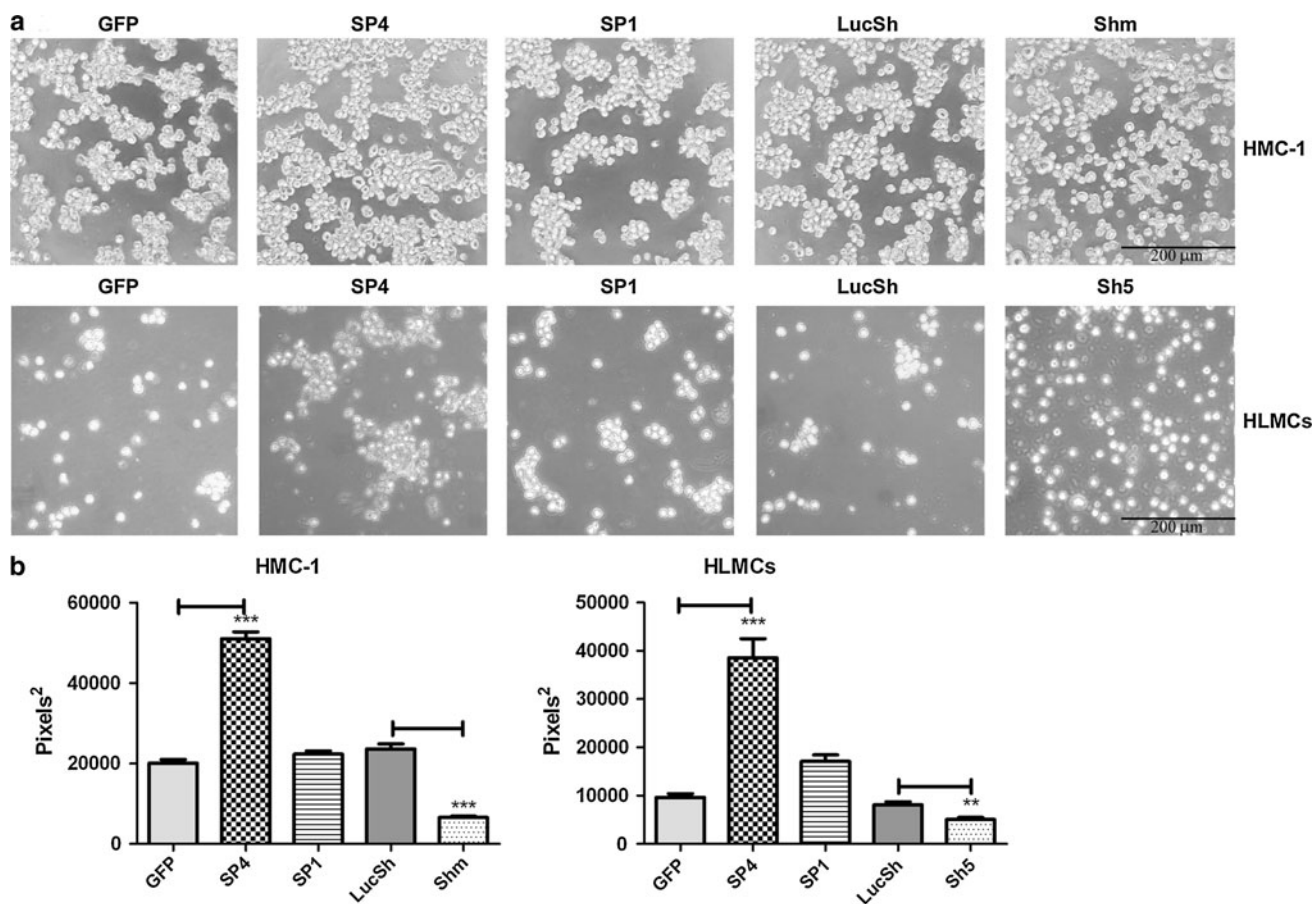 a
GFP SP4 SP1 LucSh Shm
HMC-1
200 µm
GFP SP4 SP1 LucSh Sh5
HLMCs
200 µm
b
HMC-1
60000
40000
20000
0
Pixels²
***
***
GFP SP4 SP1 LucSh Shm
HLMCs
50000
40000
30000
20000
10000
0
Pixels²
***
**
GFP SP4 SP1 LucSh Sh5